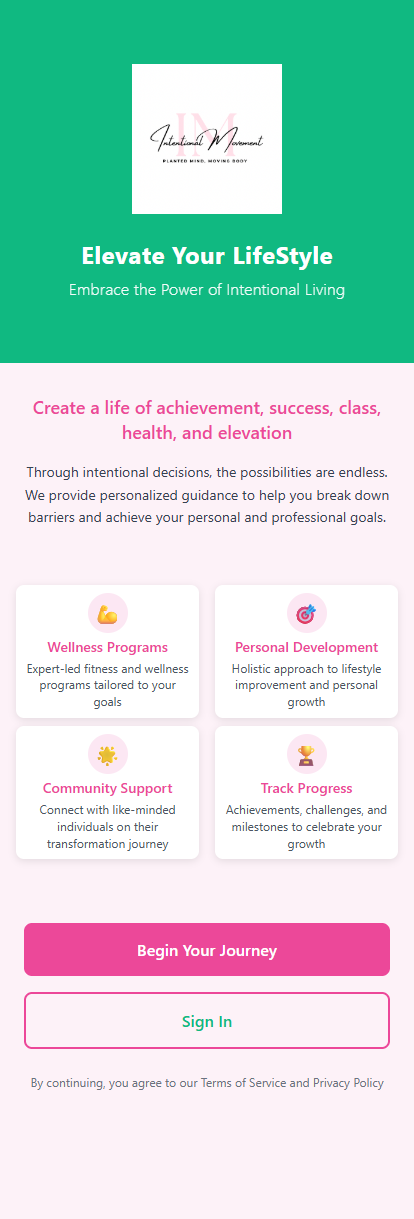 IM
Intentional Movement
PLANTED MIND, MOVING BODY
Elevate Your LifeStyle
Embrace the Power of Intentional Living
Create a life of achievement, success, class,
health, and elevation
Through intentional decisions, the possibilities are endless.
We provide personalized guidance to help you break down
barriers and achieve your personal and professional goals.
Wellness Programs
Expert-led fitness and wellness
programs tailored to your
goals
Personal Development
Holistic approach to lifestyle
improvement and personal
growth
Community Support
Connect with like-minded
individuals on their
transformation journey
Track Progress
Achievements, challenges, and
milestones to celebrate your
growth
Begin Your Journey
Sign In
By continuing, you agree to our Terms of Service and Privacy Policy